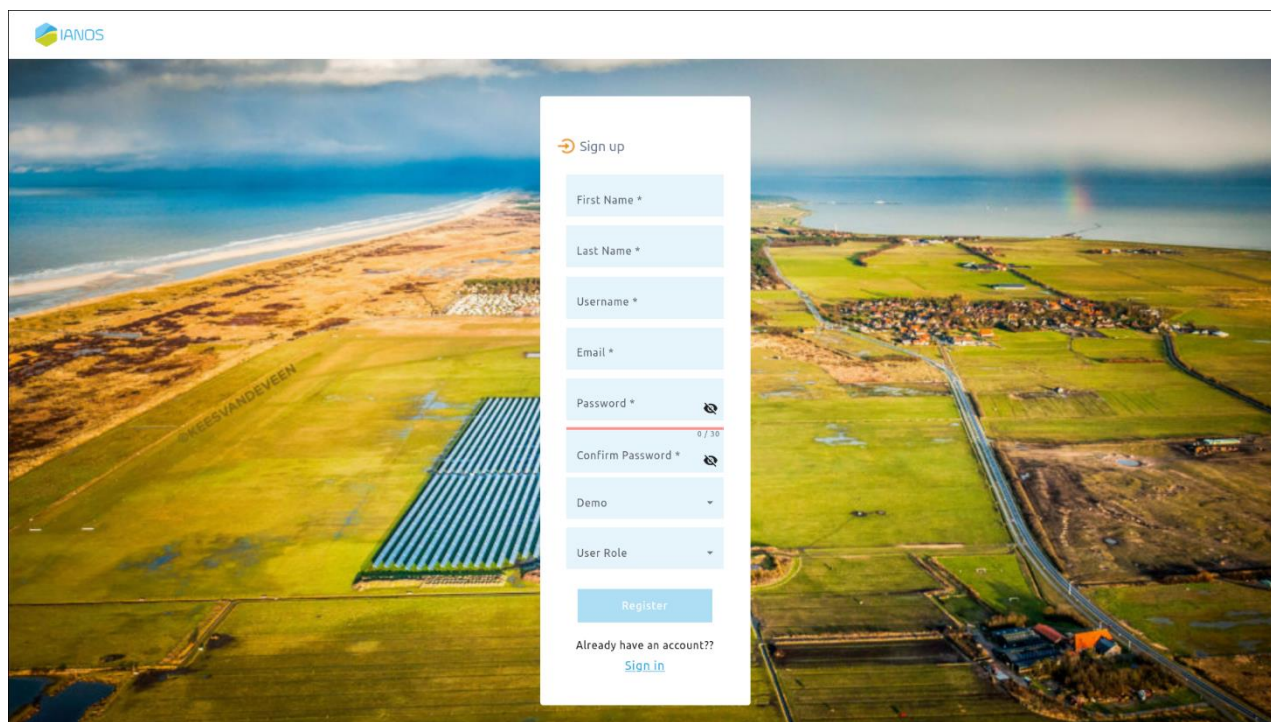 IANOS
Sign up
First Name *
Last Name *
Username *
Email *
Password *
0 / 30
Confirm Password *
Demo
User Role
Register
Already have an account??
Sign in
©KEESVANDEVEEN